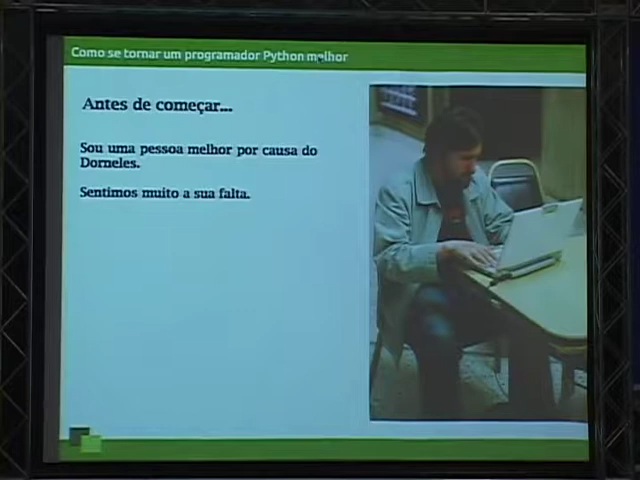 Como se tornar um programador Python melhor
Antes de começar...
Sou uma pessoa melhor por causa do
Dorneles.
Sentimos muito a sua falta.